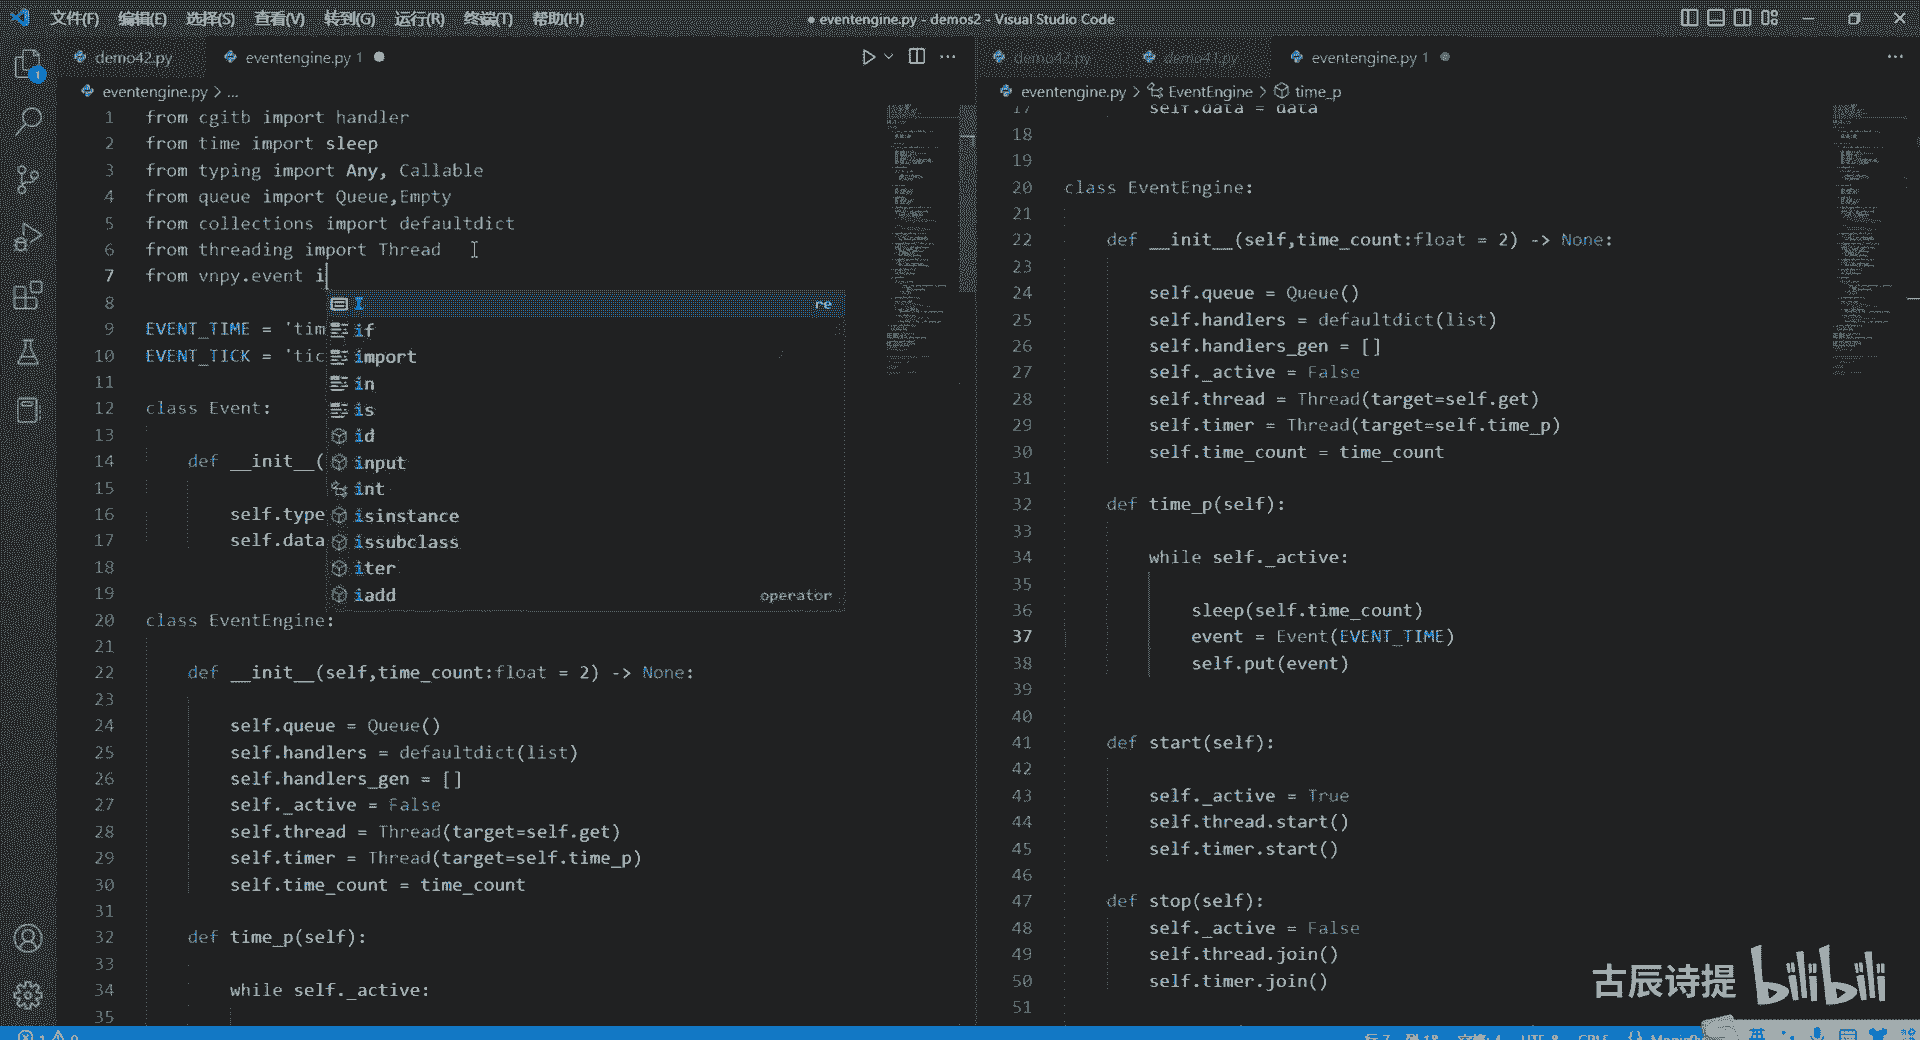 文件(F) 编辑(E) 选择(S) 查看(V) 转到(G) 运行(R) 终端(T) 帮助(H)
● eventengine.py - demos2 - Visual Studio Code
1
demo42.py
eventengine.py 1 ●
eventengine.py > ...
1 from cgitb import handler
2 from time import sleep
3 from typing import Any, Callable
4 from queue import Queue,Empty
5 from collections import defaultdict
6 from threading import Thread
7 from vnpy.event i
8
9 EVENT_TIME = 'tim
10 EVENT_TICK = 'tic
11
12 class Event:
13
14 def __init__(
15
16 self.type
17 self.data
18
19
20 class EventEngine:
21
22 def __init__(self,time_count:float = 2) -> None:
23
24 self.queue = Queue()
25 self.handlers = defaultdict(list)
26 self.handlers_gen = []
27 self._active = False
28 self.thread = Thread(target=self.get)
29 self.timer = Thread(target=self.time_p)
30 self.time_count = time_count
31
32 def time_p(self):
33
34 while self._active:
35
I re
if
import
in
is
id
input
int
isinstance
issubclass
iter
iadd operator
demo42.py
demo41.py
eventengine.py 1 ●
eventengine.py > EventEngine > time_p
17 self.data = data
18
19
20 class EventEngine:
21
22 def __init__(self,time_count:float = 2) -> None:
23
24 self.queue = Queue()
25 self.handlers = defaultdict(list)
26 self.handlers_gen = []
27 self._active = False
28 self.thread = Thread(target=self.get)
29 self.timer = Thread(target=self.time_p)
30 self.time_count = time_count
31
32 def time_p(self):
33
34 while self._active:
35
36 sleep(self.time_count)
37 event = Event(EVENT_TIME)
38 self.put(event)
39
40
41 def start(self):
42
43 self._active = True
44 self.thread.start()
45 self.timer.start()
46
47 def stop(self):
48 self._active = False
49 self.thread.join()
50 self.timer.join()
51
古辰诗提 bilibili